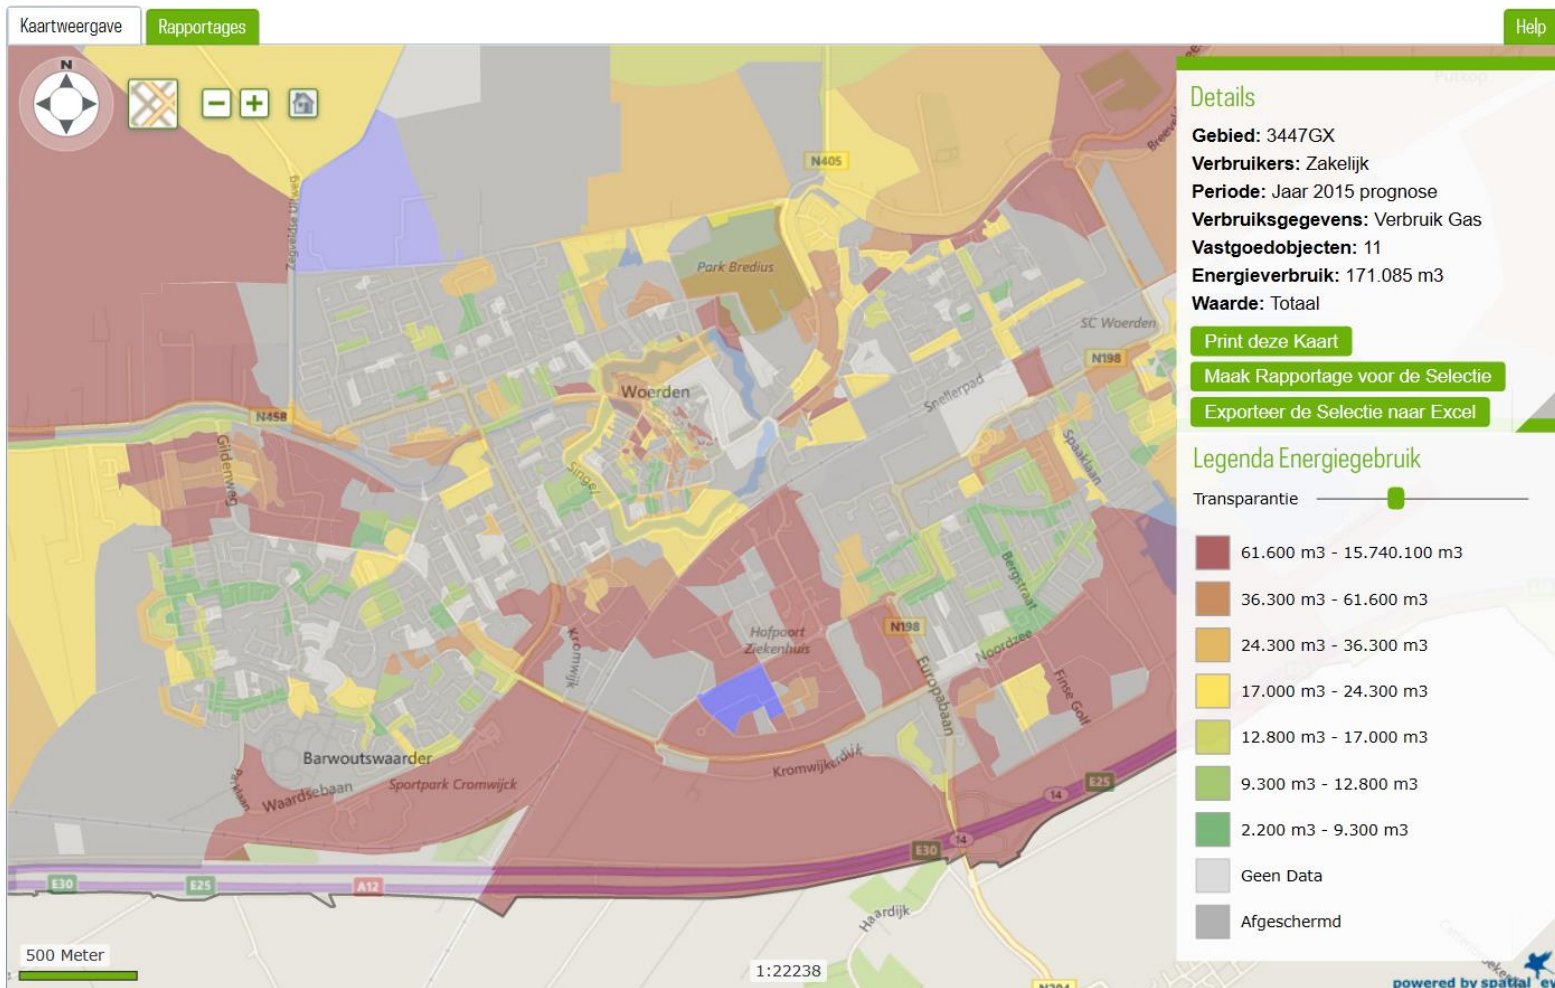 Kaartweergave
Rapportages
Help
N
Details
Gebied: 3447GX
Verbruikers: Zakelijk
Periode: Jaar 2015 prognose
Verbruiksgegevens: Verbruik Gas
Vastgoedobjecten: 11
Energieverbruik: 171.085 m3
Waarde: Totaal
Print deze Kaart
Maak Rapportage voor de Selectie
Exporteer de Selectie naar Excel
Legenda Energiegebruik
Transparantie
61.600 m3 - 15.740.100 m3
36.300 m3 - 61.600 m3
24.300 m3 - 36.300 m3
17.000 m3 - 24.300 m3
12.800 m3 - 17.000 m3
9.300 m3 - 12.800 m3
2.200 m3 - 9.300 m3
Geen Data
Afgeschermd
N405
Park Bredius
SC Woerden
N198
Woerden
Snellerpad
N458
Gildenweg
Singel
Spaaklaan
Bergstraat
Hofpoort
Ziekenhuis
N198
Noordzee
Kromwijk
Europabaan
Finse Golf
Barwoutswaarder
Kromwijkerdijk
Sportpark Cromwijck
Waardsebaan
Parklaan
E25
14
14
E30
E30
E25
A12
Haardijk
500 Meter
1:22238
powered by spatial